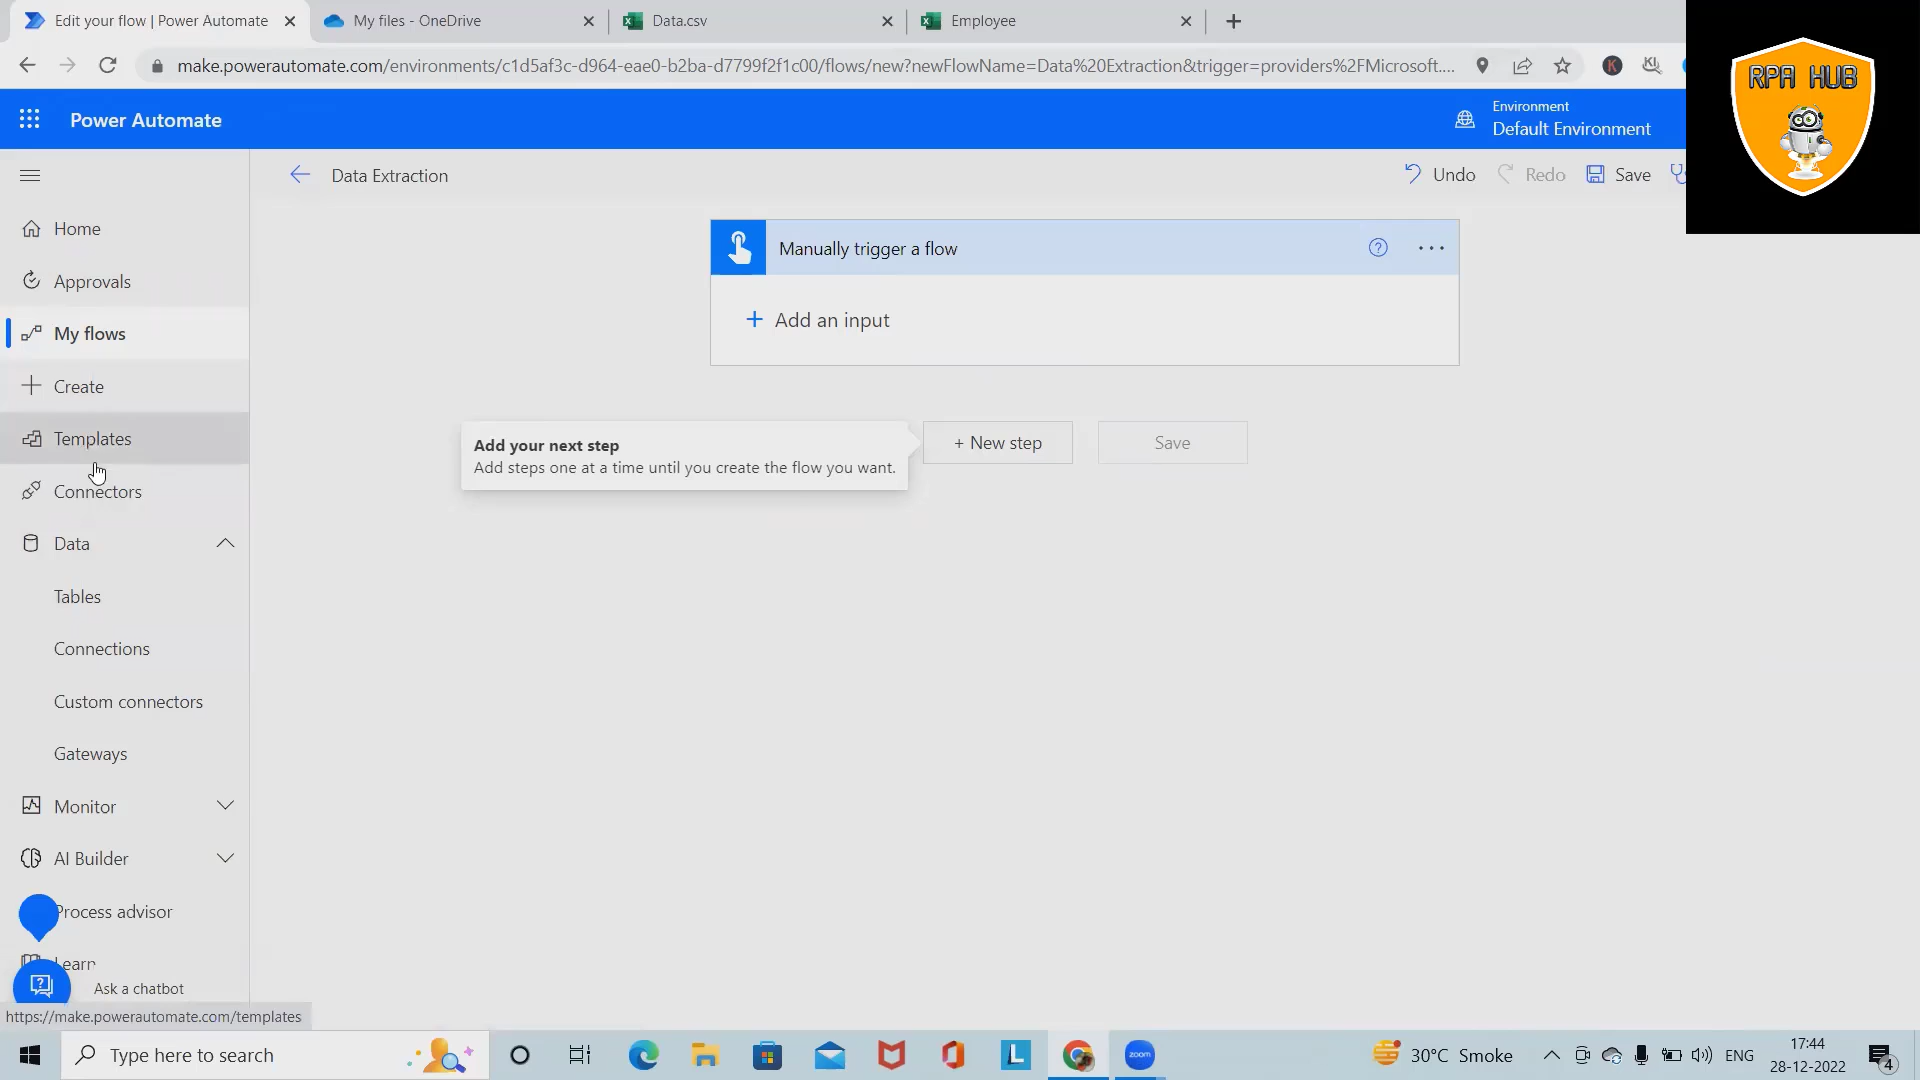 Edit your flow | Power Automate
My files - OneDrive
Data.csv
Employee
make.powerautomate.com/environments/c1d5af3c-d964-eae0-b2ba-d7799f2f1c00/flows/new?newFlowName=Data%20Extraction&trigger=providers%2FMicrosoft....
K
RPA HUB
Power Automate
Environment
Default Environment
Data Extraction
Undo
Redo
Save
Home
Approvals
My flows
Create
Templates
Connectors
Data
Tables
Connections
Custom connectors
Gateways
Monitor
AI Builder
Process advisor
Learn
Ask a chatbot
Manually trigger a flow
Add an input
Add your next step
Add steps one at a time until you create the flow you want.
+ New step
Save
https://make.powerautomate.com/templates
Type here to search
L
zoom
30°C Smoke
ENG
17:44
28-12-2022
4